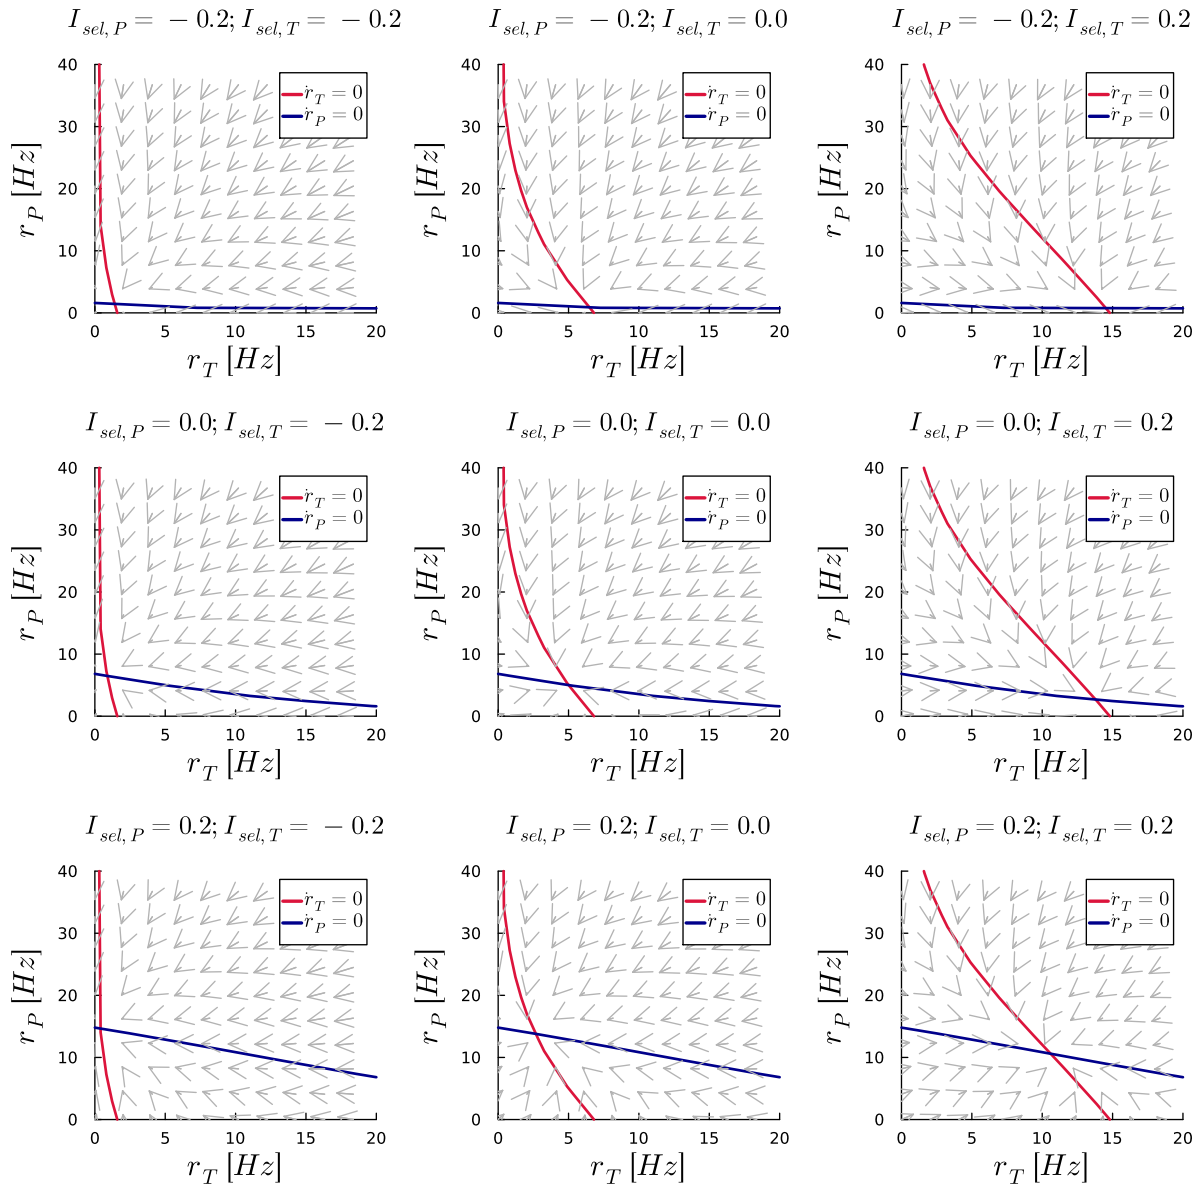 I_{sel, P} = −0.2; I_{sel, T} = −0.2
I_{sel, P} = −0.2; I_{sel, T} = 0.0
I_{sel, P} = −0.2; I_{sel, T} = 0.2
40
30
20
10
0
r_P [Hz]
ṙ_T = 0
ṙ_P = 0
0 5 10 15 20
r_T [Hz]
40
30
20
10
0
r_P [Hz]
ṙ_T = 0
ṙ_P = 0
0 5 10 15 20
r_T [Hz]
40
30
20
10
0
r_P [Hz]
ṙ_T = 0
ṙ_P = 0
0 5 10 15 20
r_T [Hz]
I_{sel, P} = 0.0; I_{sel, T} = −0.2
I_{sel, P} = 0.0; I_{sel, T} = 0.0
I_{sel, P} = 0.0; I_{sel, T} = 0.2
40
30
20
10
0
r_P [Hz]
ṙ_T = 0
ṙ_P = 0
0 5 10 15 20
r_T [Hz]
40
30
20
10
0
r_P [Hz]
ṙ_T = 0
ṙ_P = 0
0 5 10 15 20
r_T [Hz]
40
30
20
10
0
r_P [Hz]
ṙ_T = 0
ṙ_P = 0
0 5 10 15 20
r_T [Hz]
I_{sel, P} = 0.2; I_{sel, T} = −0.2
I_{sel, P} = 0.2; I_{sel, T} = 0.0
I_{sel, P} = 0.2; I_{sel, T} = 0.2
40
30
20
10
0
r_P [Hz]
ṙ_T = 0
ṙ_P = 0
0 5 10 15 20
r_T [Hz]
40
30
20
10
0
r_P [Hz]
ṙ_T = 0
ṙ_P = 0
0 5 10 15 20
r_T [Hz]
40
30
20
10
0
r_P [Hz]
ṙ_T = 0
ṙ_P = 0
0 5 10 15 20
r_T [Hz]